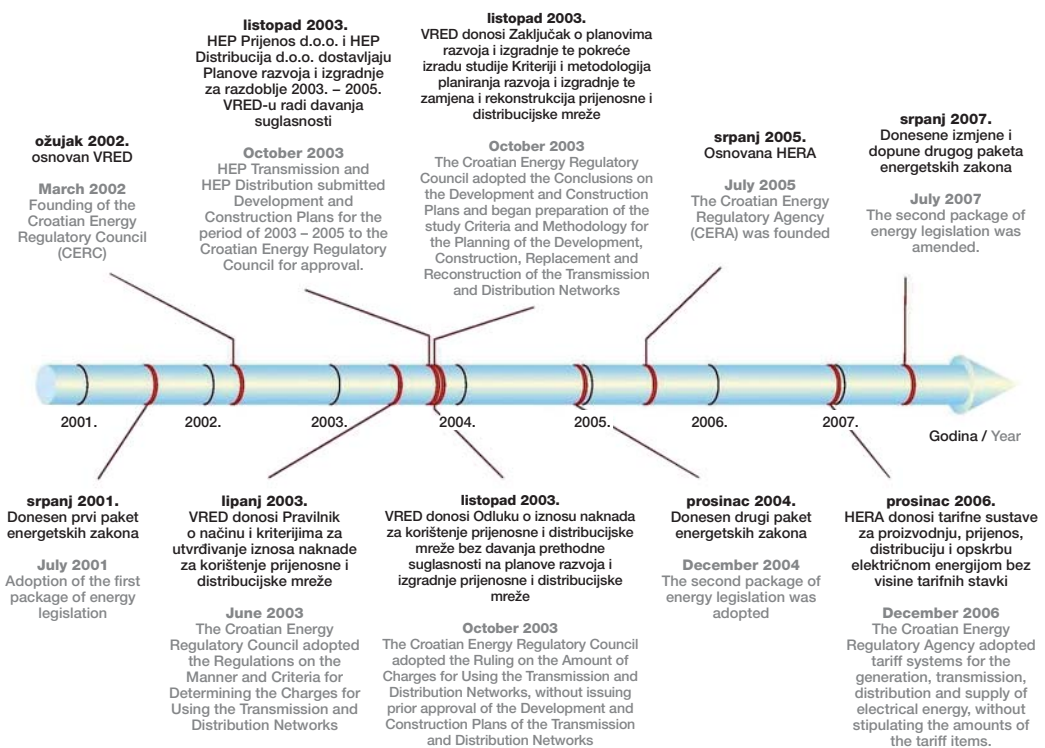 listopad 2003.
HEP Prijenos d.o.o. i HEP
Distribucija d.o.o. dostavljaju
Planove razvoja i izgradnje
za razdoblje 2003. – 2005.
VRED-u radi davanja
suglasnosti
October 2003
HEP Transmission and
HEP Distribution submitted
Development and
Construction Plans for the
period of 2003 – 2005 to the
Croatian Energy Regulatory
Council for approval.
listopad 2003.
VRED donosi Zaključak o planovima
razvoja i izgradnje te pokreće
izradu studije Kriteriji i metodologija
planiranja razvoja i izgradnje te
zamjena i rekonstrukcija prijenosne i
distribucijske mreže
October 2003
The Croatian Energy Regulatory
Council adopted the Conclusions on
the Development and Construction
Plans and began preparation of the
study Criteria and Methodology for
the Planning of the Development,
Construction, Replacement and
Reconstruction of the Transmission
and Distribution Networks
ožujak 2002.
osnovan VRED
March 2002
Founding of the
Croatian Energy
Regulatory Council
(CERC)
srpanj 2005.
Osnovana HERA
July 2005
The Croatian Energy
Regulatory Agency
(CERA) was founded
srpanj 2007.
Donesene izmjene i
dopune drugog paketa
energetskih zakona
July 2007
The second package of
energy legislation was
amended.
2001.
2002.
2003.
2004.
2005.
2006.
2007.
Godina / Year
srpanj 2001.
Donesen prvi paket
energetskih zakona
July 2001
Adoption of the first
package of energy
legislation
lipanj 2003.
VRED donosi Pravilnik
o načinu i kriterijima za
utvrđivanje iznosa naknade
za korištenje prijenosne i
distribucijske mreže
June 2003
The Croatian Energy
Regulatory Council adopted
the Regulations on the
Manner and Criteria for
Determining the Charges for
Using the Transmission and
Distribution Networks
listopad 2003.
VRED donosi Odluku o iznosu naknada
za korištenje prijenosne i distribucijske
mreže bez davanja prethodne
suglasnosti na planove razvoja i
izgradnje prijenosne i distribucijske
mreže
October 2003
The Croatian Energy Regulatory Council
adopted the Ruling on the Amount of
Charges for Using the Transmission and
Distribution Networks, without issuing
prior approval of the Development and
Construction Plans of the Transmission
and Distribution Networks
prosinac 2004.
Donesen drugi paket
energetskih zakona
December 2004
The second package of
energy legislation was
adopted
prosinac 2006.
HERA donosi tarifne sustave
za proizvodnju, prijenos,
distribuciju i opskrbu
električnom energijom bez
visine tarifnih stavki
December 2006
The Croatian Energy
Regulatory Agency adopted
tariff systems for the
generation, transmission,
distribution and supply of
electrical energy, without
stipulating the amounts of
the tariff items.